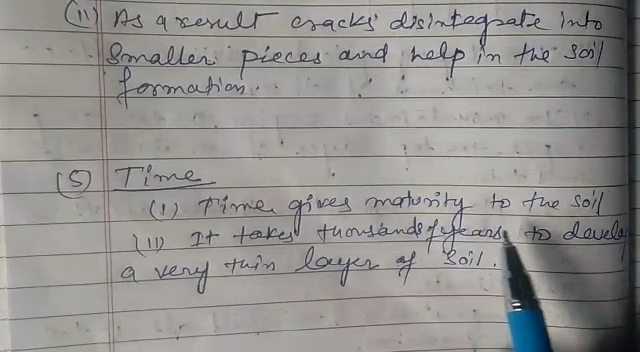 (II) As a result cracks disintegrate into
smaller pieces and help in the soil
formation.
(5) Time
(I) Time gives maturity to the soil
(II) It takes thousands of years to develop
a very thin layer of soil.